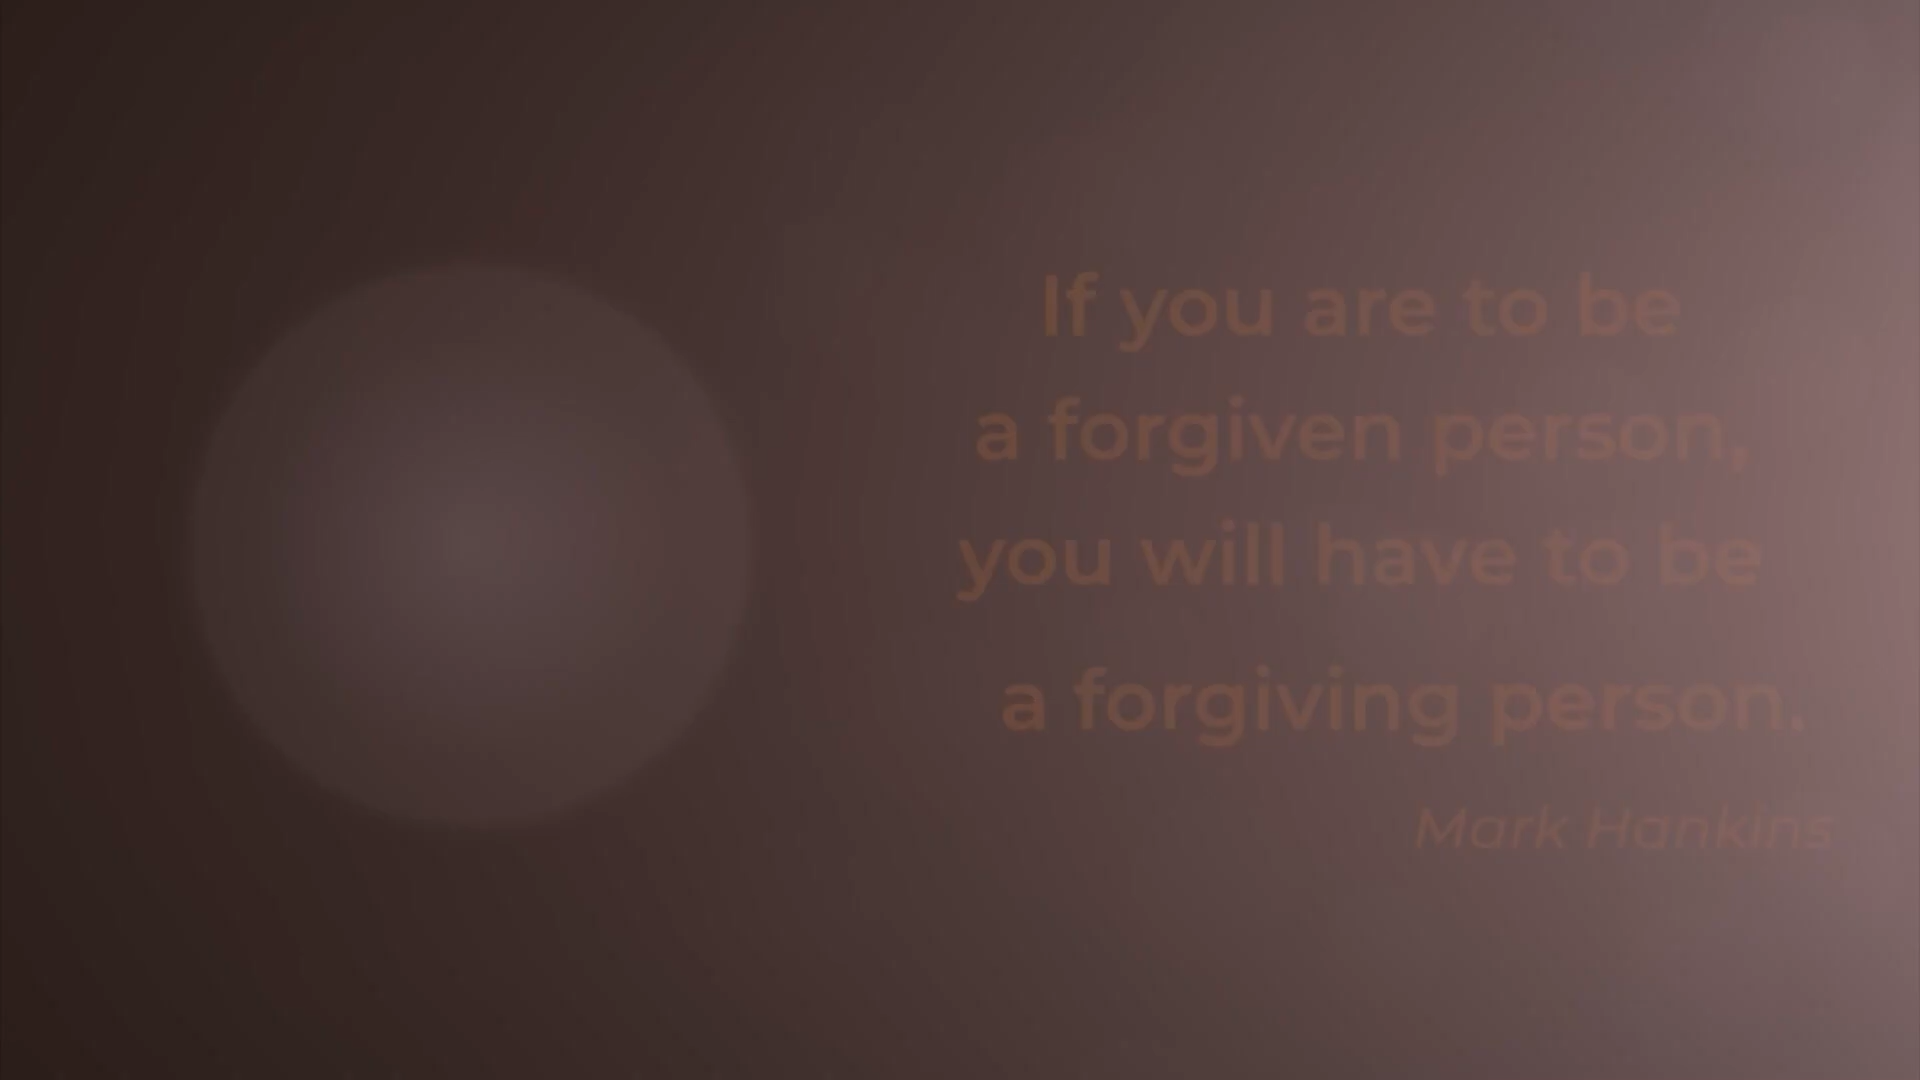 If you are to be
a forgiven person,
you will have to be
a forgiving person.
Mark Hankins